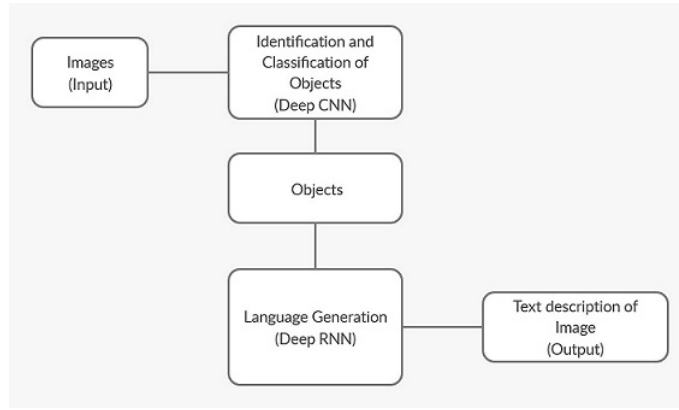 Images
(Input)
Identification and
Classification of
Objects
(Deep CNN)
Objects
Language Generation
(Deep RNN)
Text description of
Image
(Output)